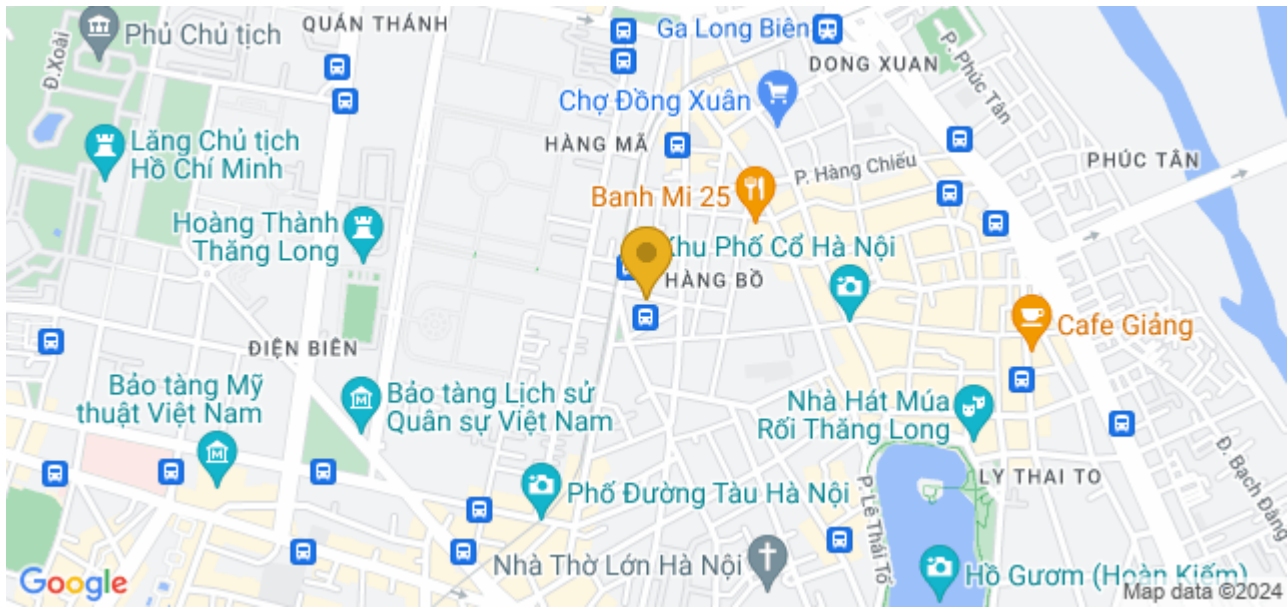 Phủ Chủ tịch
QUÁN THÁNH
Ga Long Biên
Đ.Xoài
DONG XUAN
P. Phúc Tân
Chợ Đồng Xuân
Lăng Chủ tịch
Hồ Chí Minh
HÀNG MÃ
PHÚC TÂN
P. Hàng Chiếu
Banh Mi 25
Hoàng Thành
Thăng Long
Khu Phố Cổ Hà Nội
HÀNG BỒ
Cafe Giảng
ĐIỆN BIÊN
Bảo tàng Mỹ
thuật Việt Nam
Bảo tàng Lịch sử
Quân sự Việt Nam
Nhà Hát Múa
Rối Thăng Long
LY THAI TO
Đ. Bạch Đằng
Phố Đường Tàu Hà Nội
P. Lê Thái Tổ
Nhà Thờ Lớn Hà Nội
Hồ Gươm (Hoàn Kiếm)
Google
Map data ©2024